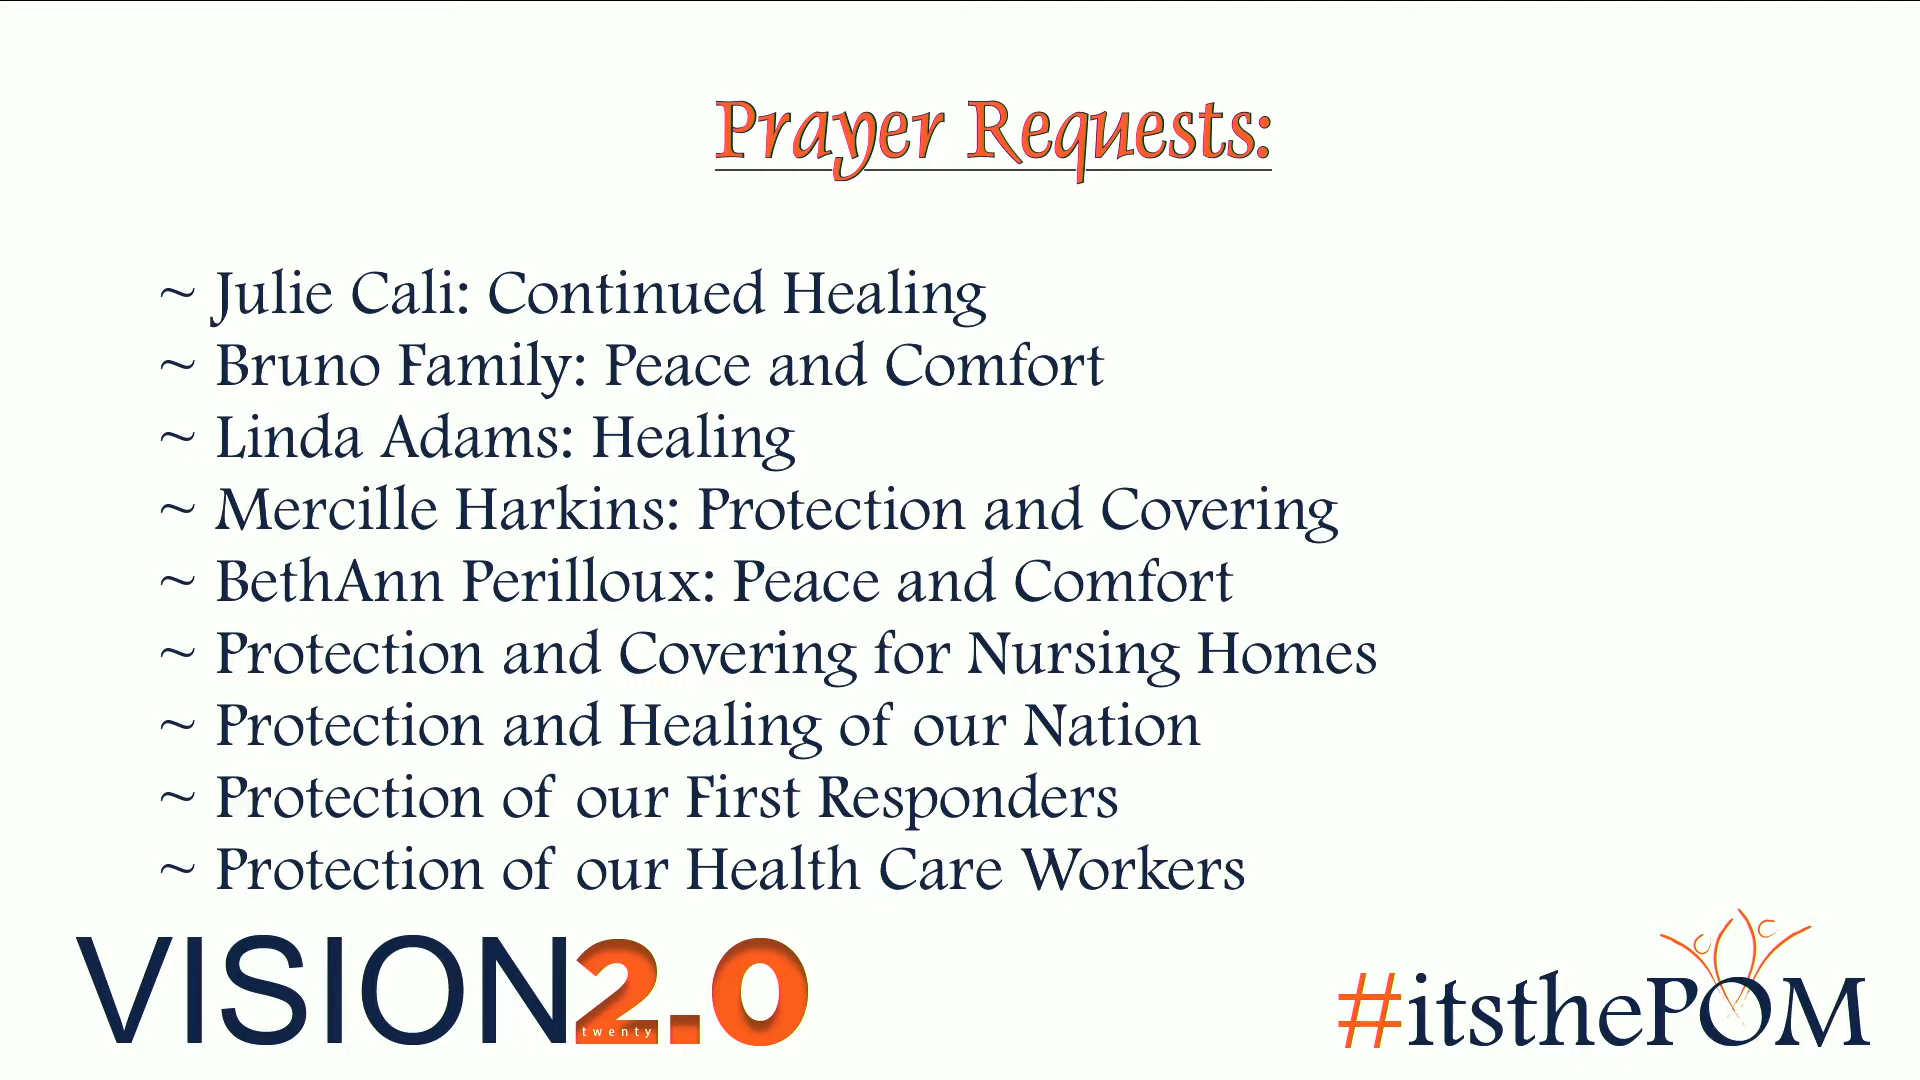 Prayer Requests:
~ Julie Cali: Continued Healing
~ Bruno Family: Peace and Comfort
~ Linda Adams: Healing
~ Mercille Harkins: Protection and Covering
~ BethAnn Perilloux: Peace and Comfort
~ Protection and Covering for Nursing Homes
~ Protection and Healing of our Nation
~ Protection of our First Responders
~ Protection of our Health Care Workers
VISION2.0
twenty
#itsthePOM